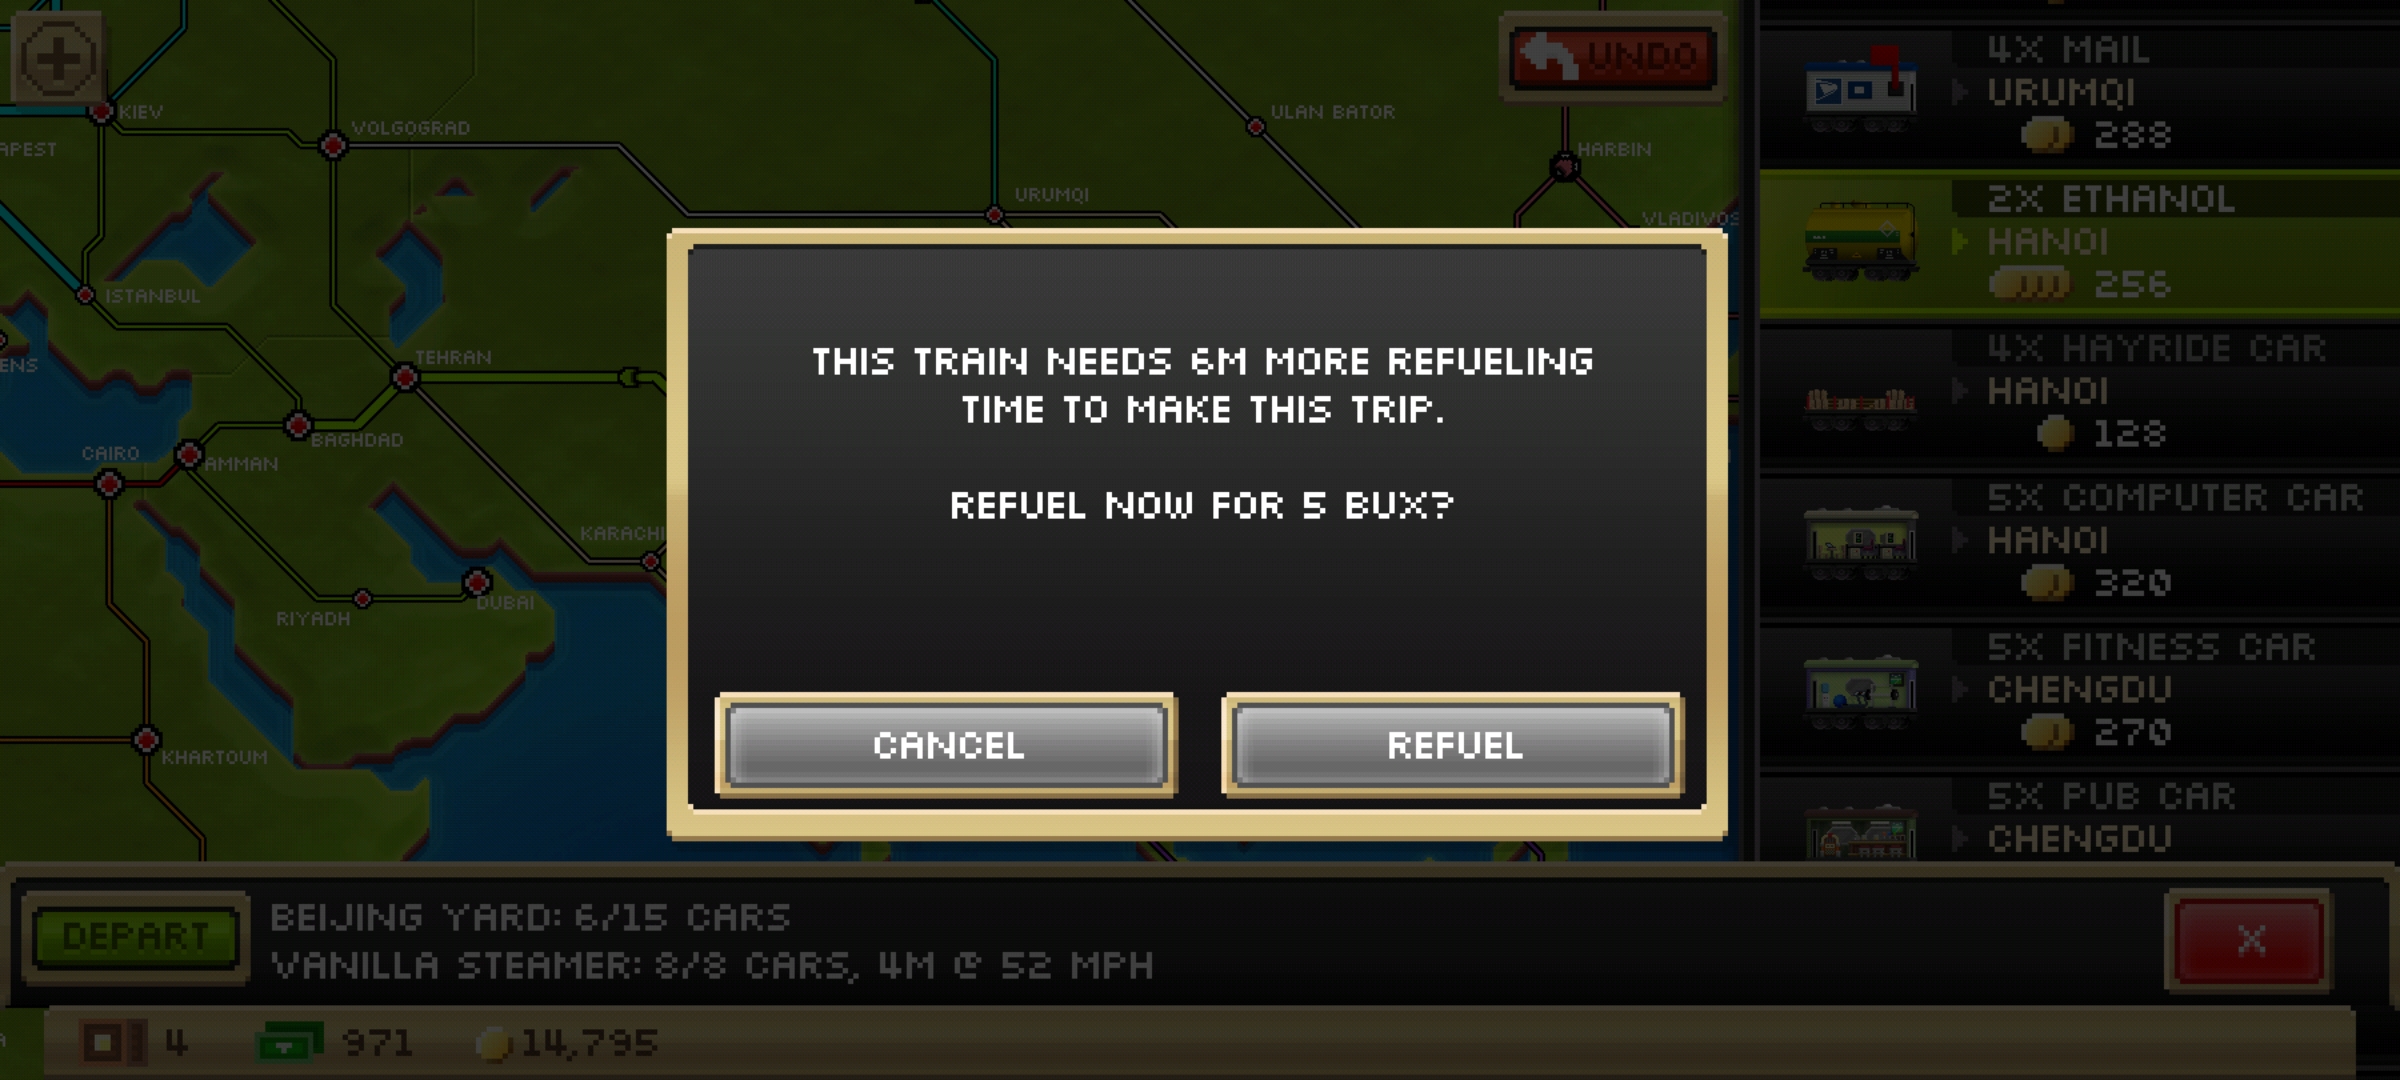 KIEV
VOLGOGRAD
APEST
ISTANBUL
ENS
TEHRAN
BAGHDAD
CAIRO
AMMAN
RIYADH
DUBAI
KARACHI
KHARTOUM
URUMQI
ULAN BATOR
HARBIN
VLADIVOS
UNDO
4X MAIL
URUMQI
288
2X ETHANOL
HANOI
256
4X HAYRIDE CAR
HANOI
128
5X COMPUTER CAR
HANOI
320
5X FITNESS CAR
CHENGDU
270
5X PUB CAR
CHENGDU
THIS TRAIN NEEDS 6M MORE REFUELING
TIME TO MAKE THIS TRIP.
REFUEL NOW FOR 5 BUX?
CANCEL
REFUEL
DEPART
BEIJING YARD: 6/15 CARS
VANILLA STEAMER: 8/8 CARS, 4M @ 52 MPH
X
4
971
14,795